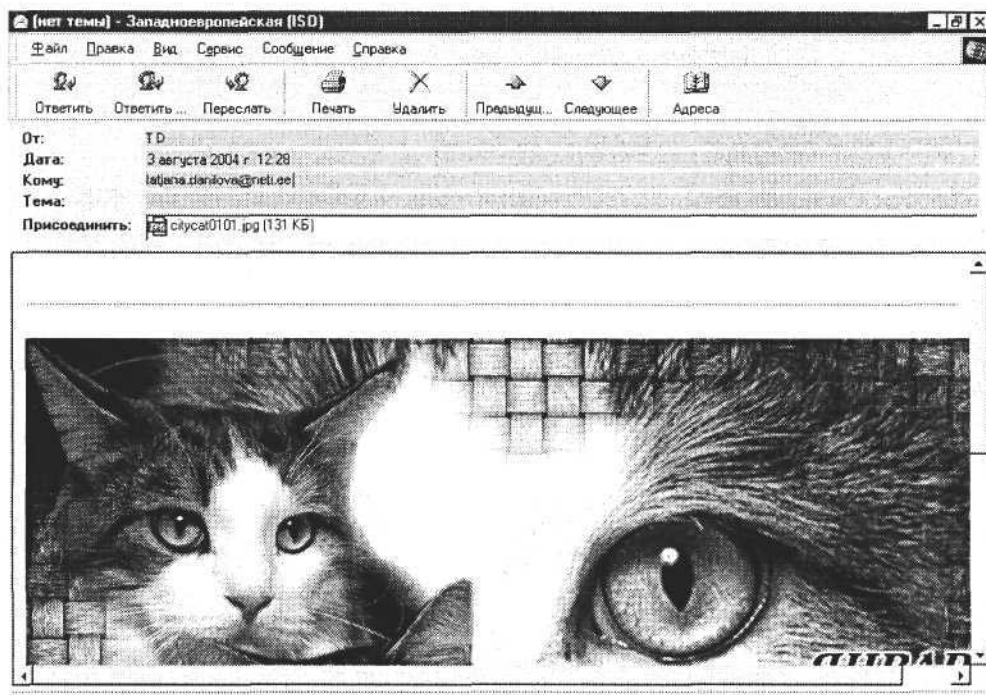 (нет темы) - Западноевропейская (ISO)
Файл Правка Вид Сервис Сообщение Справка
Ответить Ответить ... Переслать Печать Удалить Предыдущ... Следующее Адреса
От: T D
Дата: 3 августа 2004 г. 12:28
Кому: tatjana.danilova@neti.ee
Тема:
Присоединить: citycat0101.jpg (131 КБ)